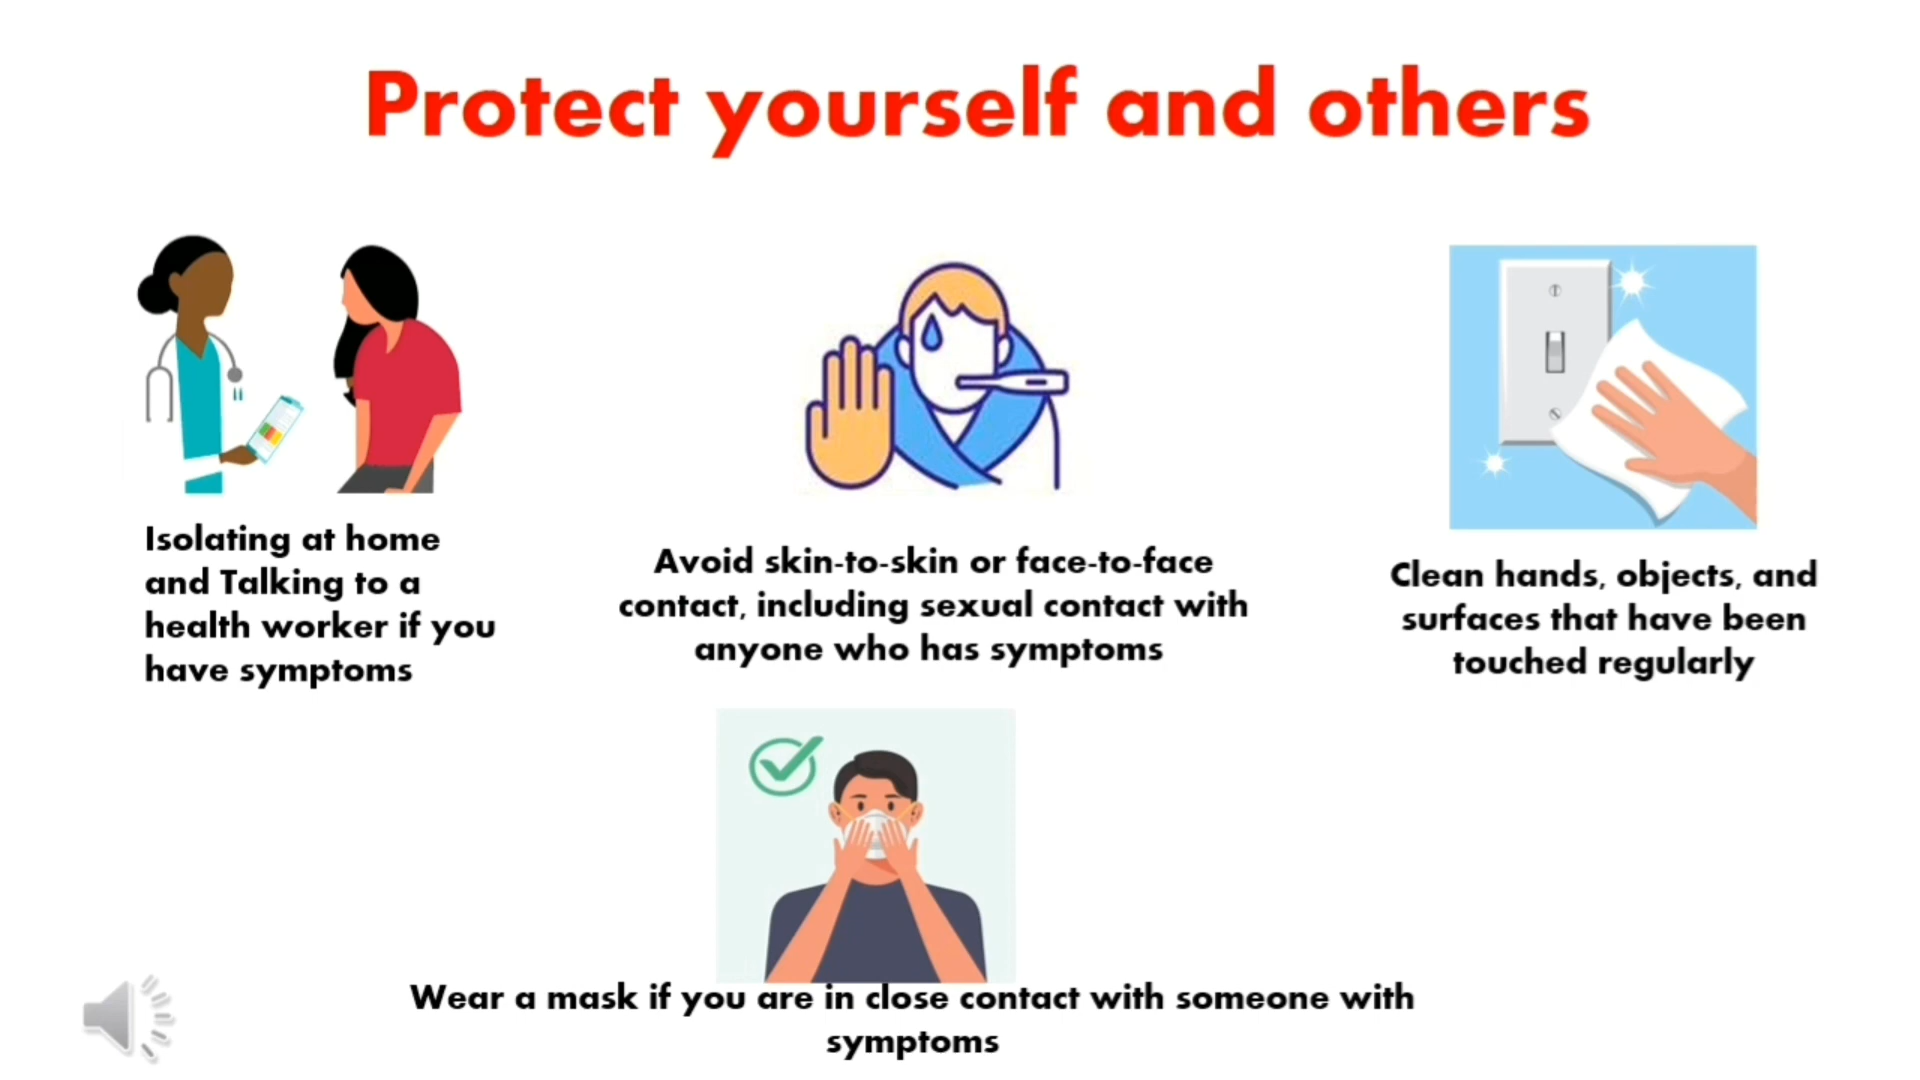 Protect yourself and others
Isolating at home
and Talking to a
health worker if you
have symptoms
Avoid skin-to-skin or face-to-face
contact, including sexual contact with
anyone who has symptoms
Clean hands, objects, and
surfaces that have been
touched regularly
Wear a mask if you are in close contact with someone with
symptoms